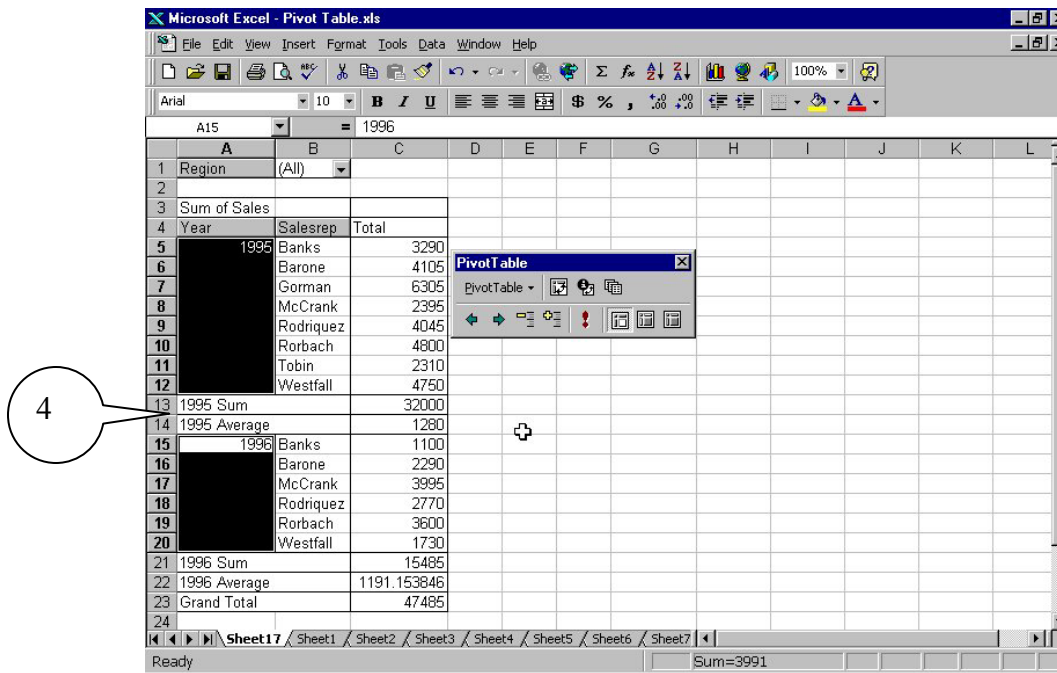 Microsoft Excel - Pivot Table.xls
File Edit View Insert Format Tools Data Window Help
100%
Arial 10 B I U $ % ,
A15 = 1996
A B C D E F G H I J K L
1 Region (All)
2
3 Sum of Sales
4 Year Salesrep Total
5 1995 Banks 3290
6 Barone 4105
7 Gorman 6305
8 McCrank 2395
9 Rodriquez 4045
10 Rorbach 4800
11 Tobin 2310
12 Westfall 4750
13 1995 Sum 32000
14 1995 Average 1280
15 1996 Banks 1100
16 Barone 2290
17 McCrank 3995
18 Rodriquez 2770
19 Rorbach 3600
20 Westfall 1730
21 1996 Sum 15485
22 1996 Average 1191.153846
23 Grand Total 47485
24
PivotTable
PivotTable
4
Sheet17 Sheet1 Sheet2 Sheet3 Sheet4 Sheet5 Sheet6 Sheet7
Ready Sum=3991